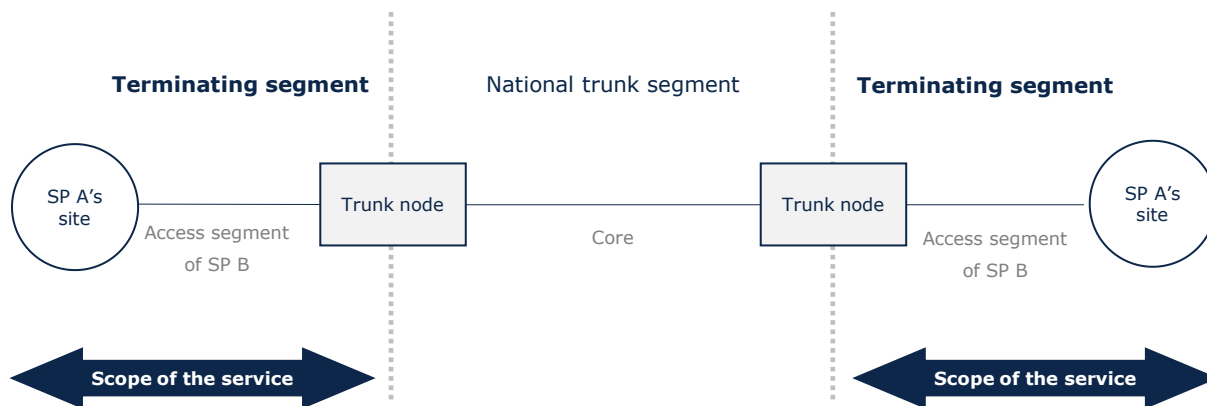 Terminating segment
National trunk segment
Terminating segment
SP A's
site
Access segment
of SP B
Trunk node
Core
Trunk node
Access segment
of SP B
SP A's
site
Scope of the service
Scope of the service